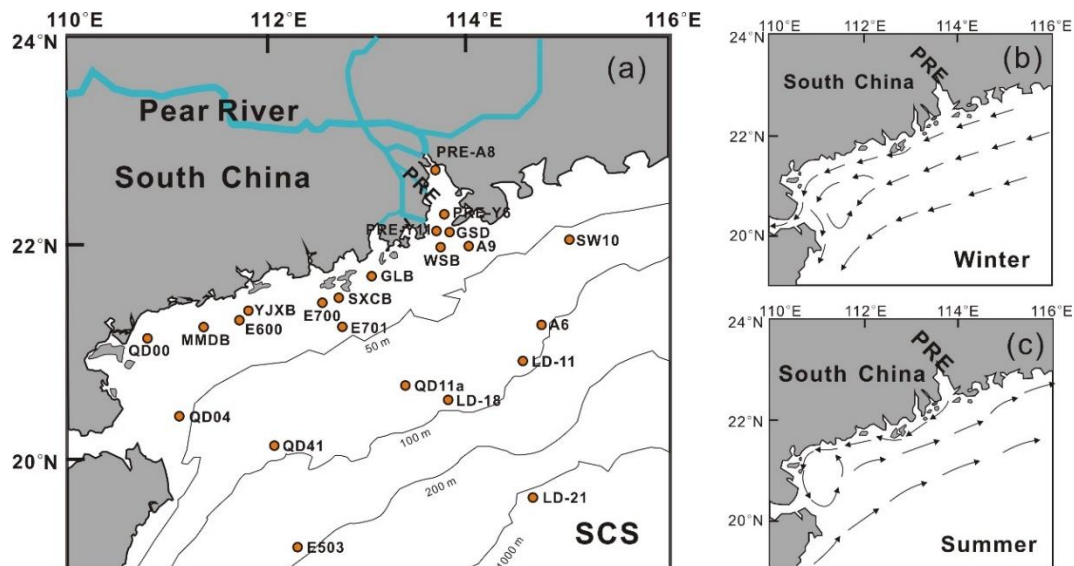 110°E
112°E
114°E
116°E
24°N
22°N
20°N
(a)
Pear River
South China
PRE-A8
PRE
PRE-Y6
PRE-Y11
GSD
A9
WSB
SW10
GLB
SXCB
E700
YJXB
E600
E701
MMDB
QD00
50 m
A6
LD-11
QD11a
LD-18
QD04
100 m
QD41
200 m
LD-21
E503
1000 m
SCS
110°E
112°E
114°E
116°E
24°N
22°N
20°N
(b)
PRE
South China
Winter
110°E
112°E
114°E
116°E
24°N
22°N
20°N
(c)
PRE
South China
Summer